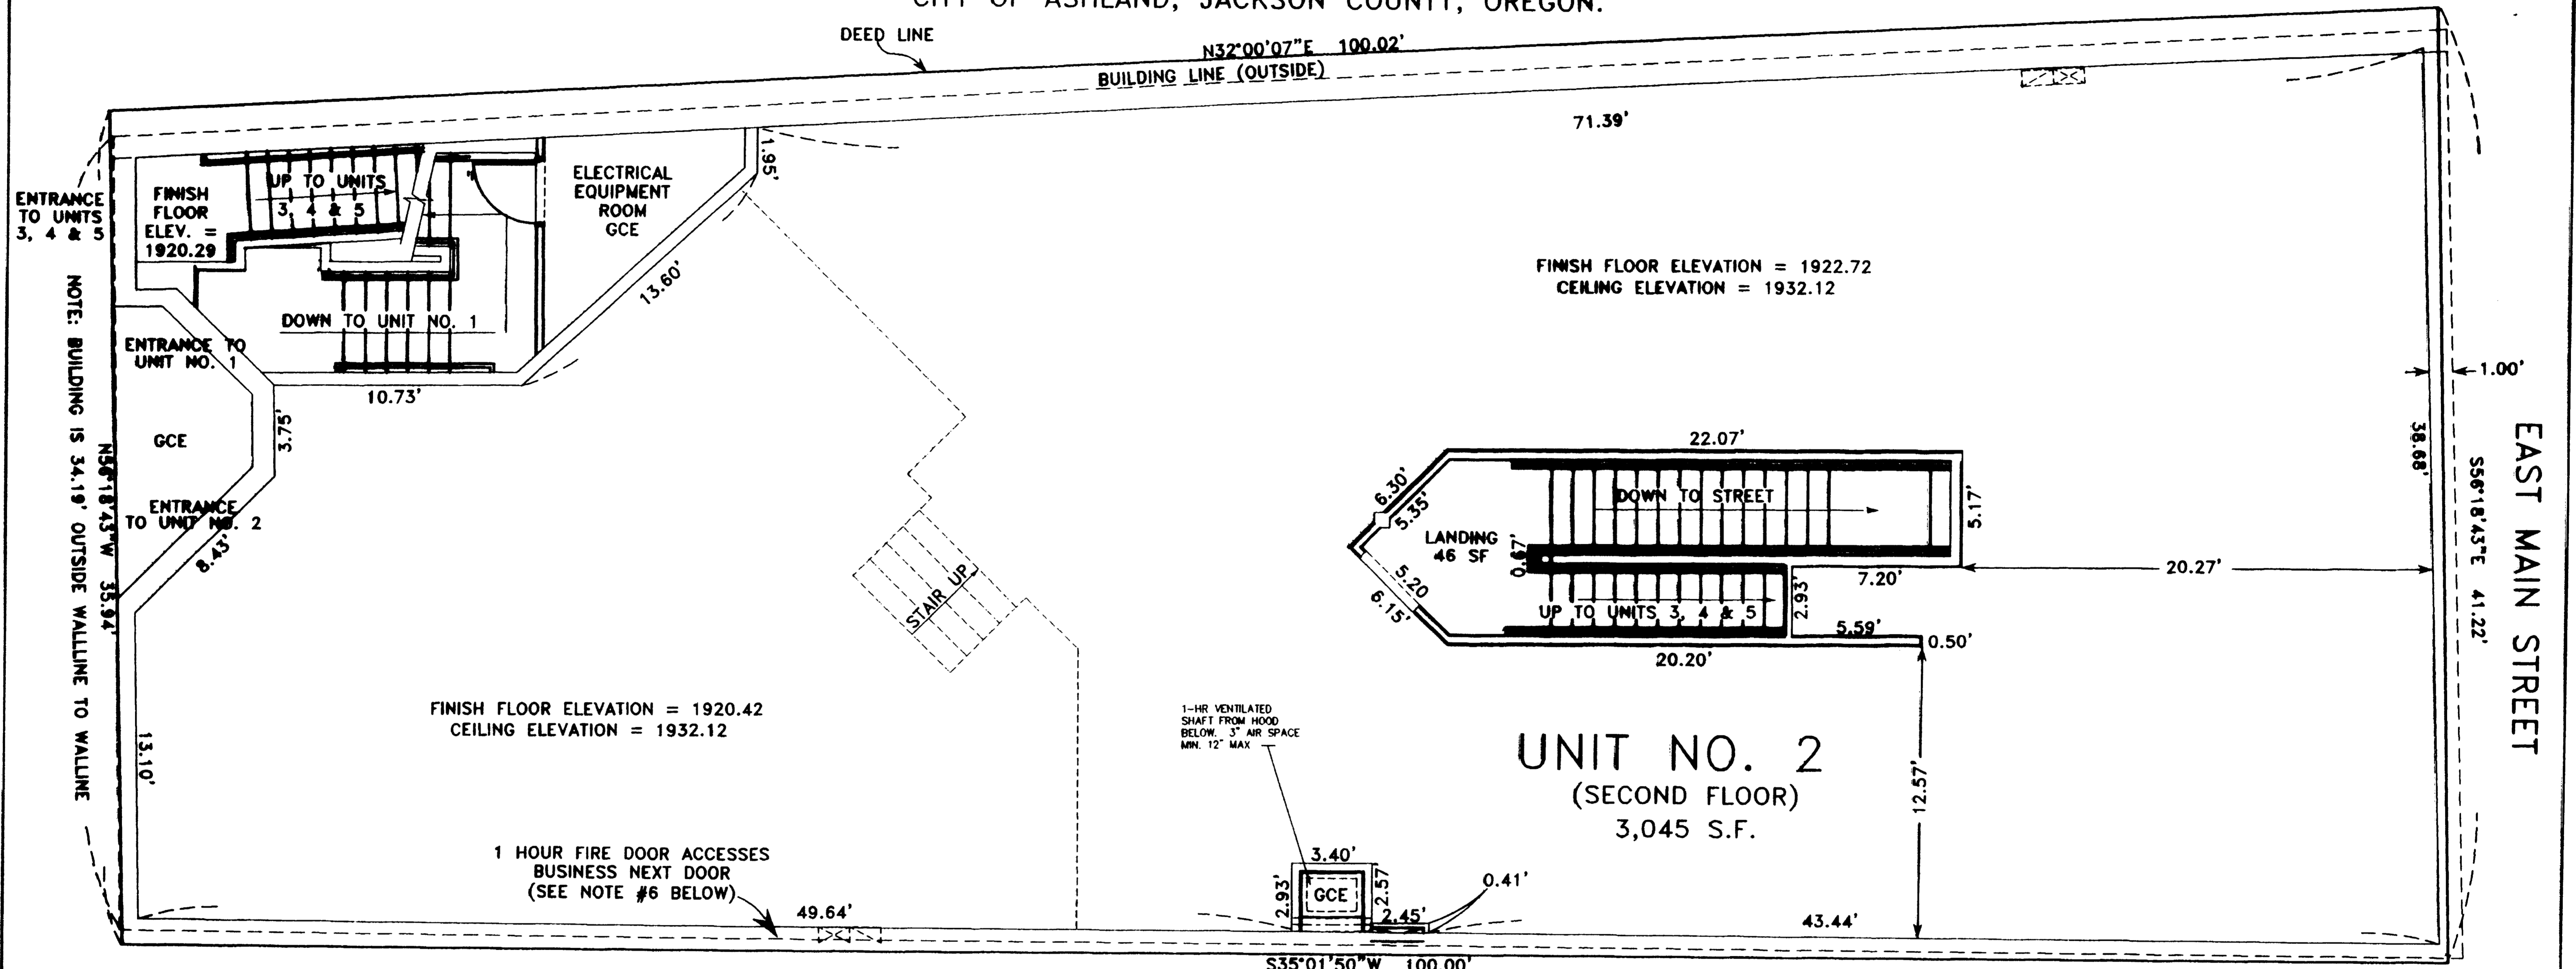 CITY OF ASHLAND, JACKSON COUNTY, OREGON.
DEED LINE
N32°00'07"E 100.02'
BUILDING LINE (OUTSIDE)
71.39'
1.95'
ELECTRICAL
EQUIPMENT
ROOM
GCE
UP TO UNITS
3, 4 & 5
FINISH
FLOOR
ELEV. =
1920.29
ENTRANCE
TO UNITS
3, 4 & 5
13.60'
DOWN TO UNIT NO. 1
ENTRANCE TO
UNIT NO. 1
10.73'
3.75'
GCE
ENTRANCE
TO UNIT NO. 2
8.43'
NOTE: BUILDING IS 34.19' OUTSIDE WALLLINE TO WALLLINE
N56°18'43"W 35.94'
13.10'
FINISH FLOOR ELEVATION = 1922.72
CEILING ELEVATION = 1932.12
1.00'
38.68'
S56°18'43"E 41.22'
EAST MAIN STREET
22.07'
6.30'
5.35'
DOWN TO STREET
5.17'
LANDING
46 SF
0.67'
5.20
6.15'
UP TO UNITS 3, 4 & 5
2.93'
7.20'
20.27'
5.59'
0.50'
20.20'
STAIR UP
FINISH FLOOR ELEVATION = 1920.42
CEILING ELEVATION = 1932.12
1-HR VENTILATED
SHAFT FROM HOOD
BELOW. 3" AIR SPACE
MIN. 12" MAX
UNIT NO. 2
(SECOND FLOOR)
3,045 S.F.
12.57'
1 HOUR FIRE DOOR ACCESSES
BUSINESS NEXT DOOR
(SEE NOTE #6 BELOW)
3.40'
2.93'
GCE
2.57
0.41'
2.45'
49.64'
43.44'
S35°01'50"W 100.00'